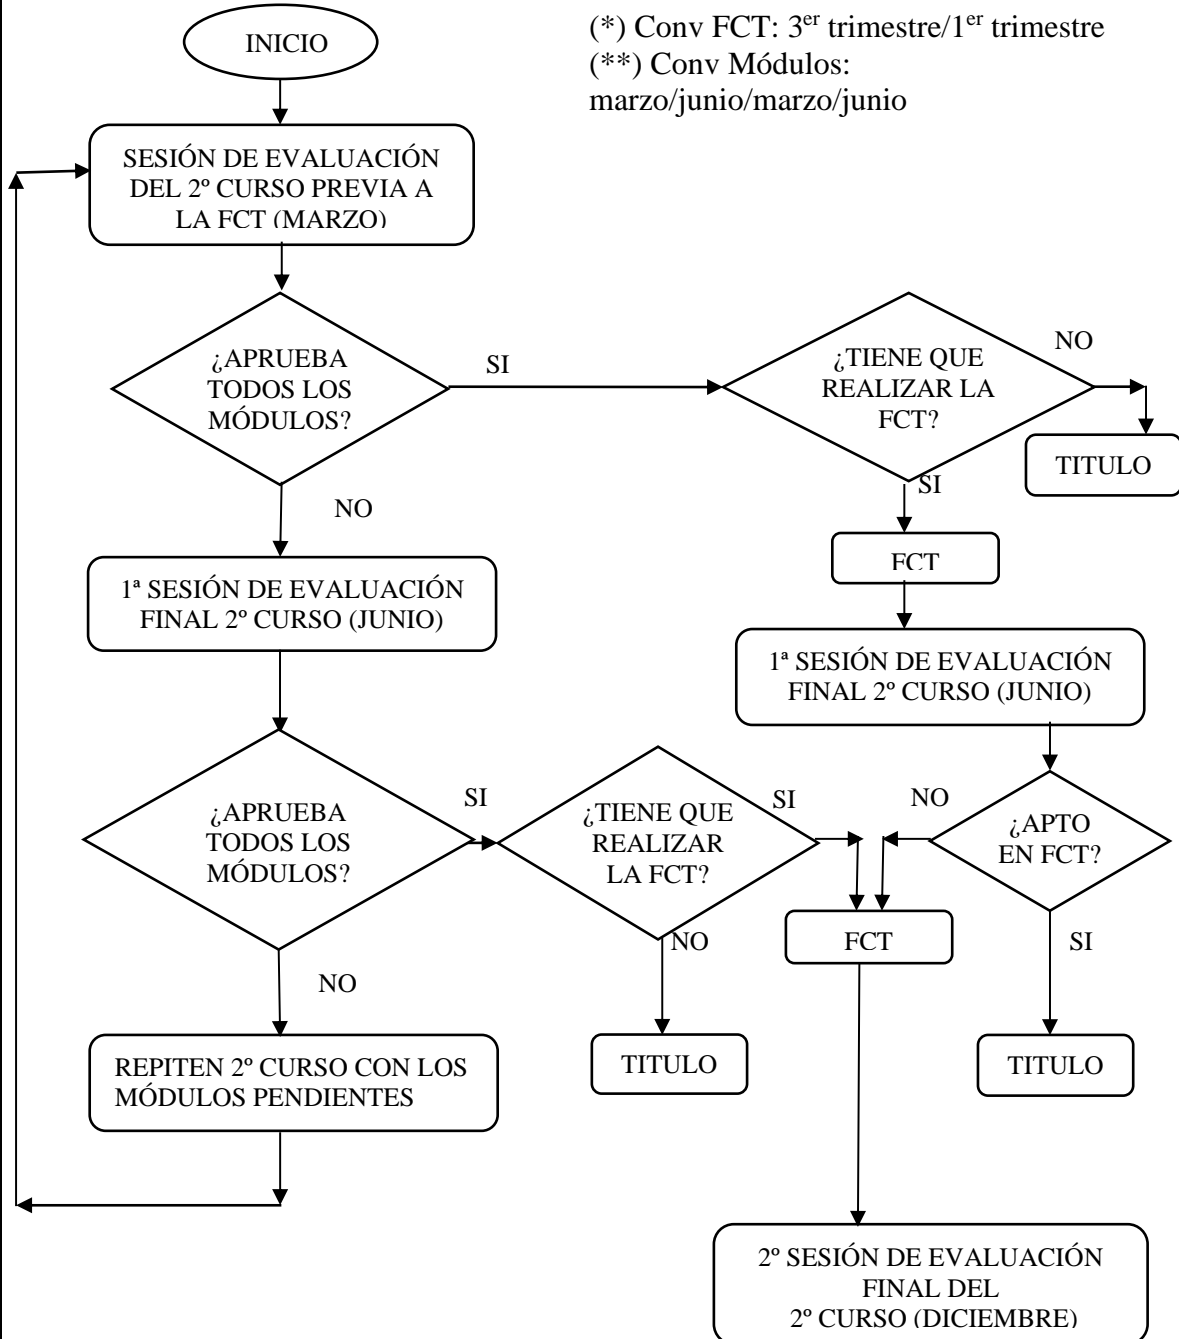 INICIO
(*) Conv FCT: 3er trimestre/1er trimestre
(**) Conv Módulos:
marzo/junio/marzo/junio
SESIÓN DE EVALUACIÓN
DEL 2º CURSO PREVIA A
LA FCT (MARZO)
¿APRUEBA
TODOS LOS
MÓDULOS?
SI
¿TIENE QUE
REALIZAR LA
FCT?
NO
TITULO
SI
NO
FCT
1ª SESIÓN DE EVALUACIÓN
FINAL 2º CURSO (JUNIO)
1ª SESIÓN DE EVALUACIÓN
FINAL 2º CURSO (JUNIO)
¿APRUEBA
TODOS LOS
MÓDULOS?
SI
¿TIENE QUE
REALIZAR
LA FCT?
SI
NO
¿APTO
EN FCT?
NO
FCT
SI
NO
REPITEN 2º CURSO CON LOS
MÓDULOS PENDIENTES
TITULO
TITULO
2º SESIÓN DE EVALUACIÓN
FINAL DEL
2º CURSO (DICIEMBRE)